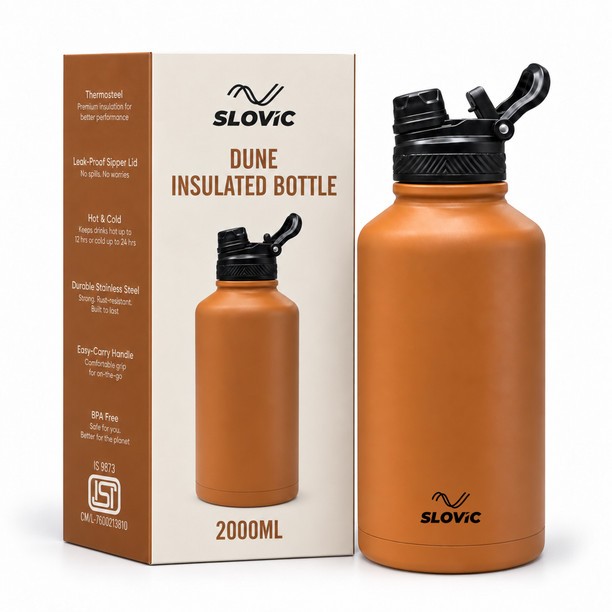 Thermosteel
Premium insulation for
better performance
Leak-Proof Sipper Lid
No spills. No worries
Hot & Cold
Keeps drinks hot up to
12 hrs or cold up to 24 hrs
Durable Stainless Steel
Strong. Rust-resistant.
Built to last
Easy-Carry Handle
Comfortable grip
for on-the-go
BPA Free
Safe for you.
Better for the planet
IS 9873
ISI
CM/L-7600213810
SLOVIC
DUNE
INSULATED BOTTLE
2000ML
SLOVIC